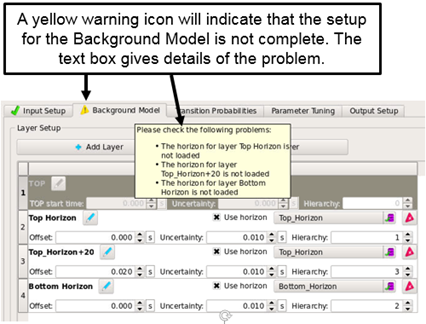 A yellow warning icon will indicate that the setup
for the Background Model is not complete. The
text box gives details of the problem.
Input Setup Background Model Transition Probabilities Parameter Tuning Output Setup
Layer Setup
Please check the following problems:
• The horizon for layer Top Horizon is
not loaded
• The horizon for layer
Top_Horizon+20 is not loaded
• The horizon for layer Bottom
Horizon is not loaded
Add Layer
1 TOP
TOP start time: 0.000 s Uncertainty: 0.000 s Hierarchy: 0
2 Top Horizon Use horizon Top_Horizon
Offset: 0.000 s Uncertainty: 0.010 s Hierarchy: 1
3 Top_Horizon+20 Use horizon Top_Horizon
Offset: 0.020 s Uncertainty: 0.010 s Hierarchy: 3
4 Bottom Horizon Use horizon Bottom_Horizon
Offset: 0.000 s Uncertainty: 0.010 s Hierarchy: 2